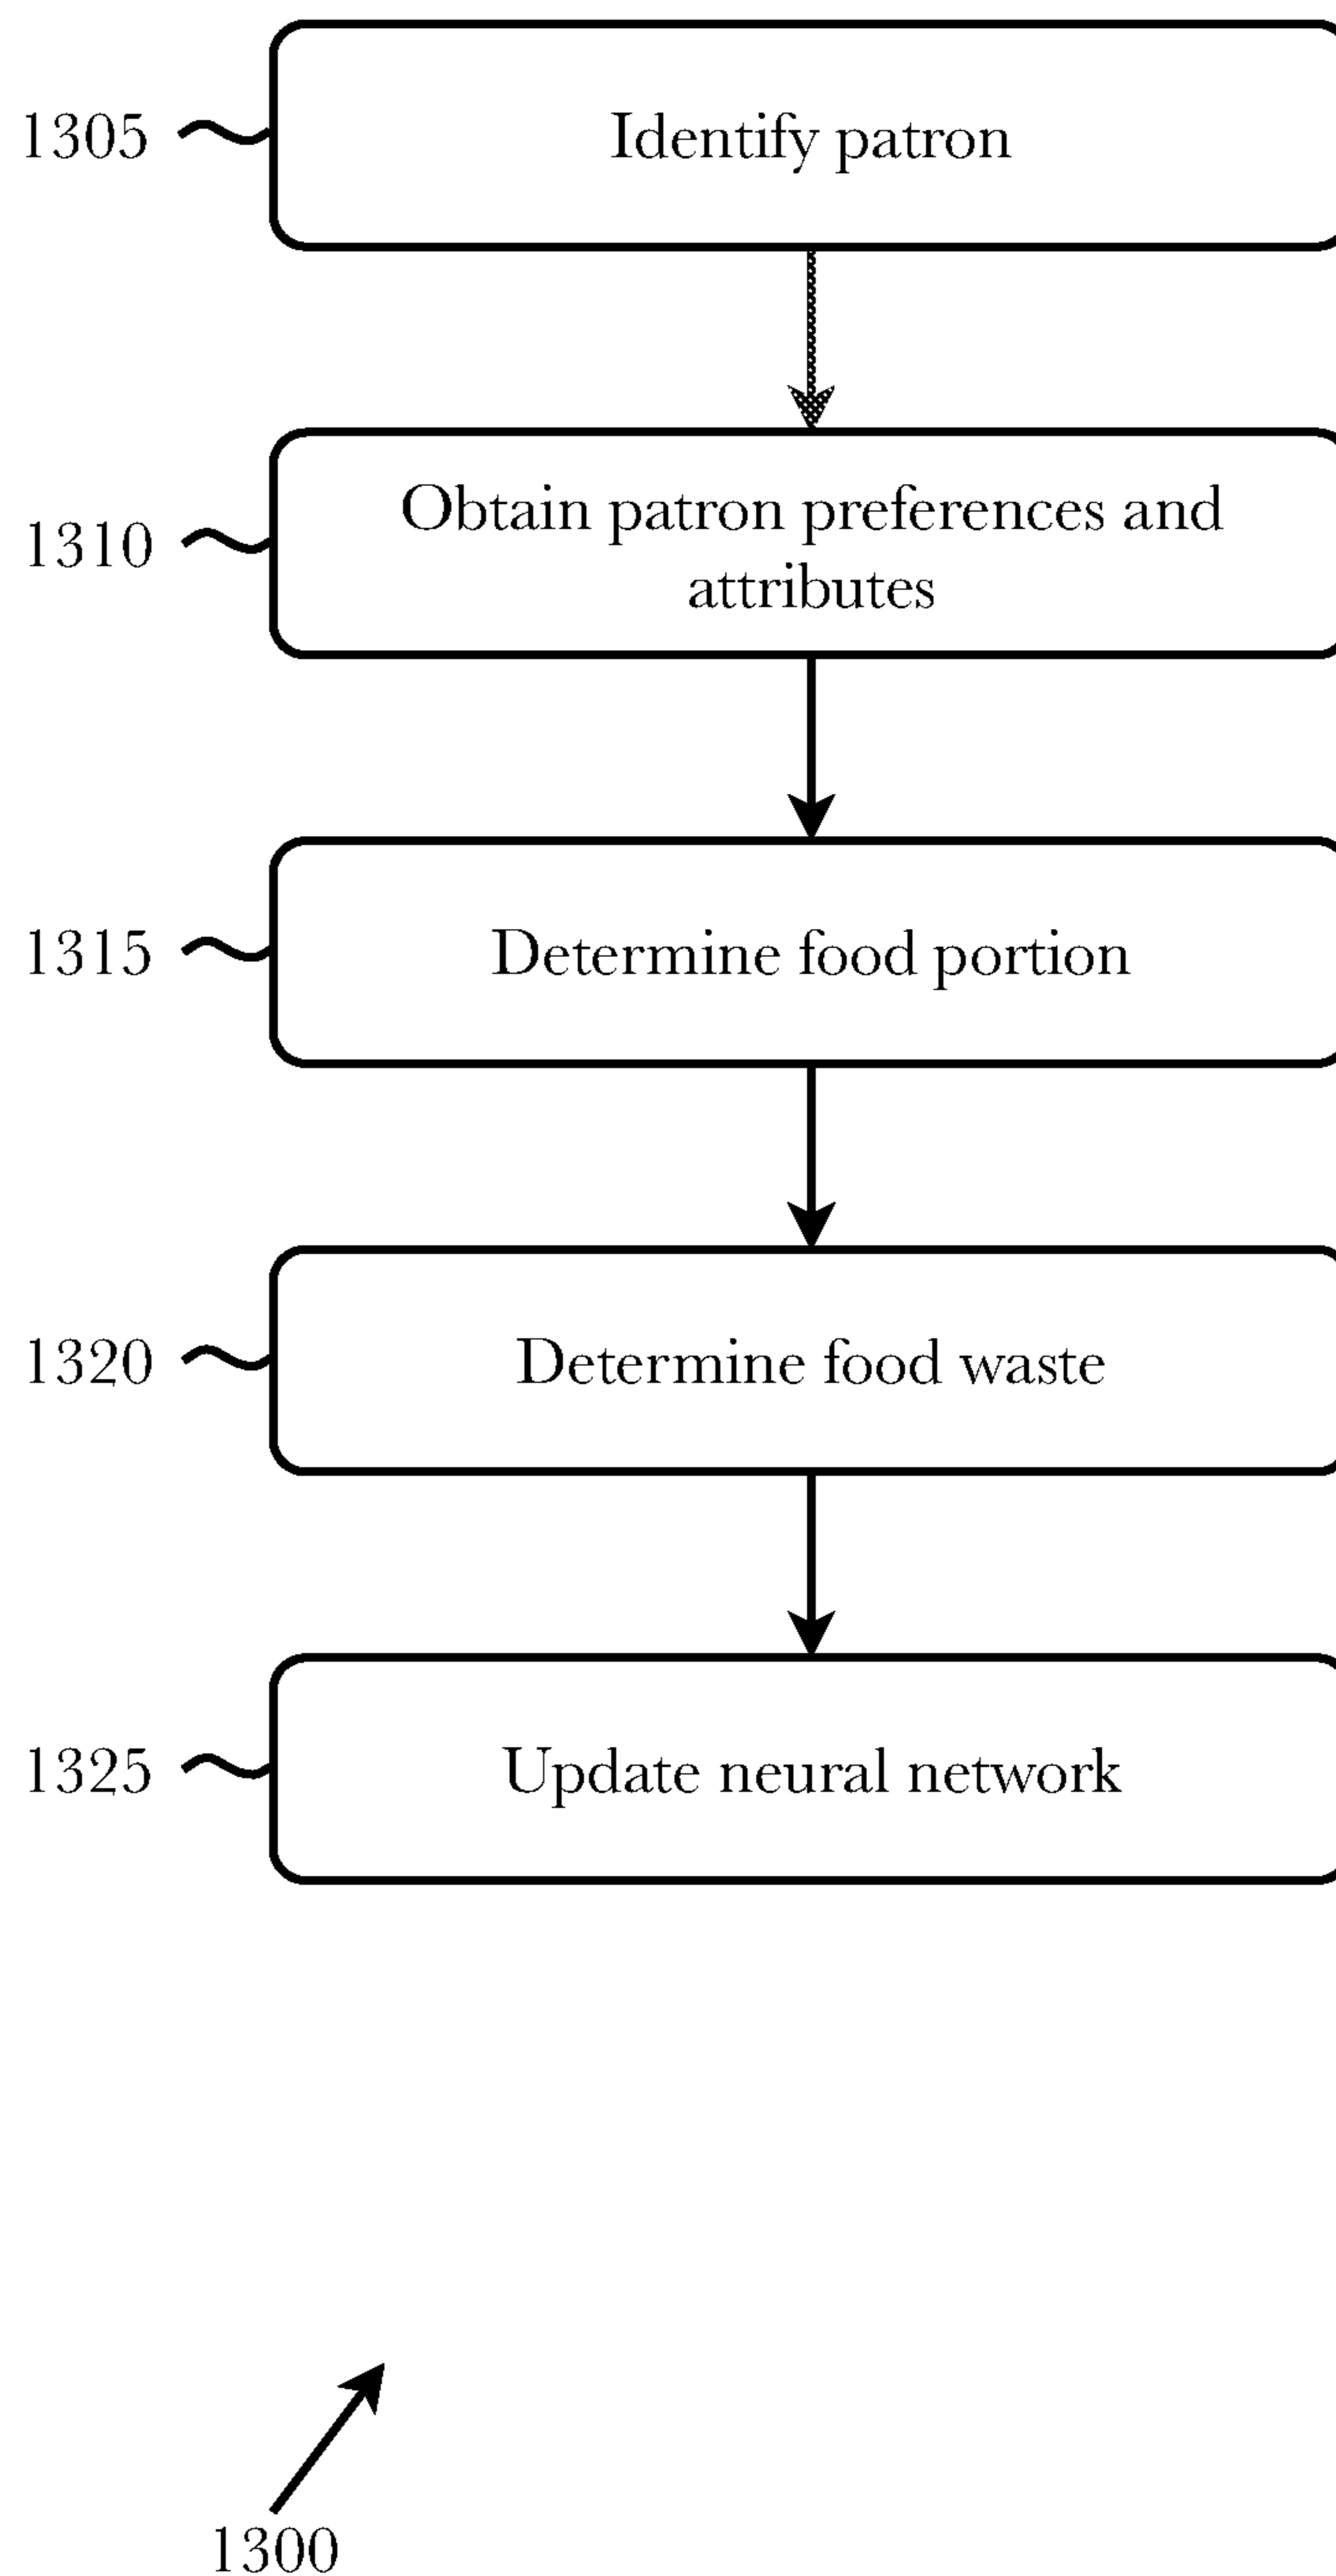 1305
Identify patron
1310
Obtain patron preferences and
attributes
1315
Determine food portion
1320
Determine food waste
1325
Update neural network
1300